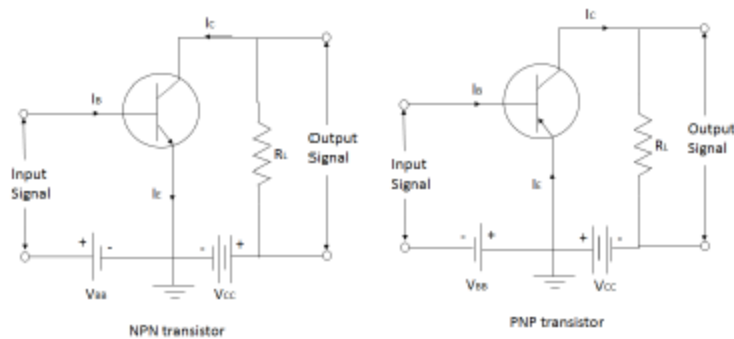 IC
IB
Input
Signal
RL
Output
Signal
IE
+ - - +
VBB
VCC
NPN transistor
IC
IB
Input
Signal
RL
Output
Signal
IE
- + + -
VBB
VCC
PNP transistor